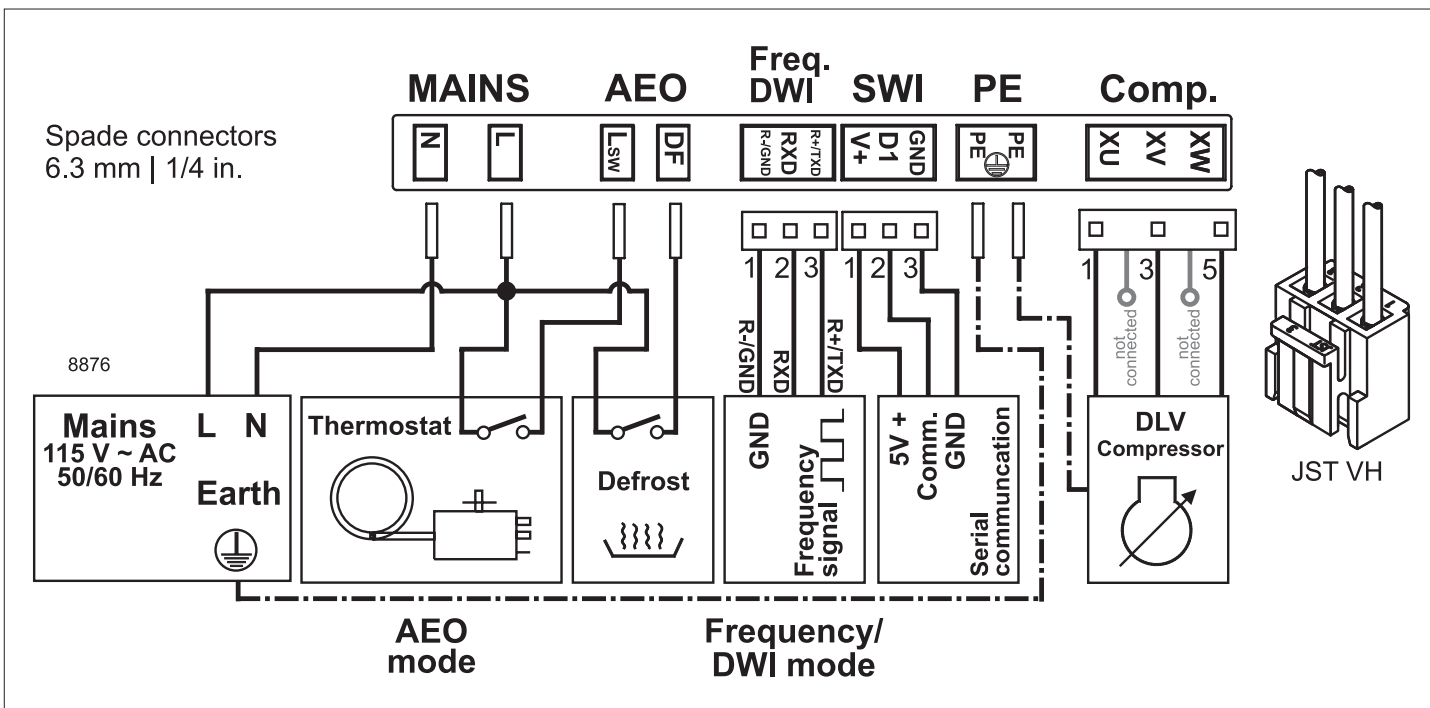 Freq.
MAINS AEO DWI SWI PE Comp.
Spade connectors
6.3 mm | 1/4 in.
N
L
Lsw
DF
R-/GND
RXD
R+/TXD
V+
D1
GND
PE
PE
XU
XV
XW
1 2 3
1 2 3
1 3 5
R-/GND
RXD
R+/TXD
not
connected
not
connected
8876
Mains
115 V ~ AC
50/60 Hz
L N
Earth
Thermostat
Defrost
GND
Frequency
signal
5V +
Comm.
GND
Serial
communcation
DLV
Compressor
JST VH
AEO
mode
Frequency/
DWI mode